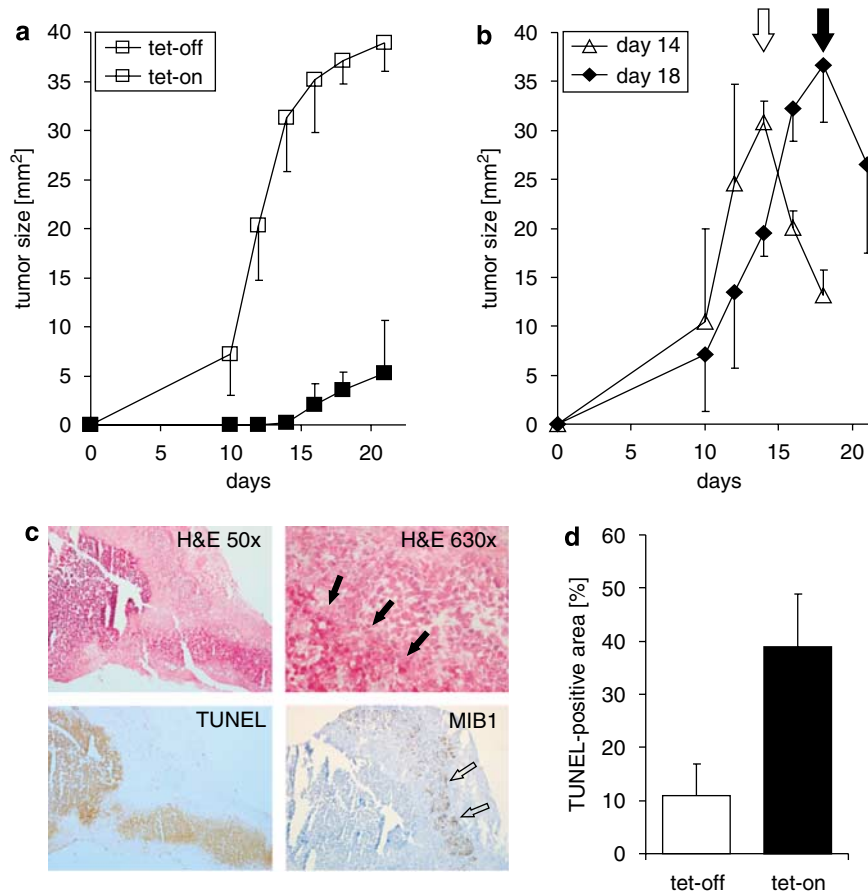 a
tet-off
tet-on
tumor size [mm²]
40
35
30
25
20
15
10
5
0
0 5 10 15 20
days
b
day 14
day 18
tumor size [mm²]
40
35
30
25
20
15
10
5
0
0 5 10 15 20
days
c
H&E 50x
H&E 630x
TUNEL
MIB1
d
TUNEL-positive area [%]
60
50
40
30
20
10
0
tet-off tet-on